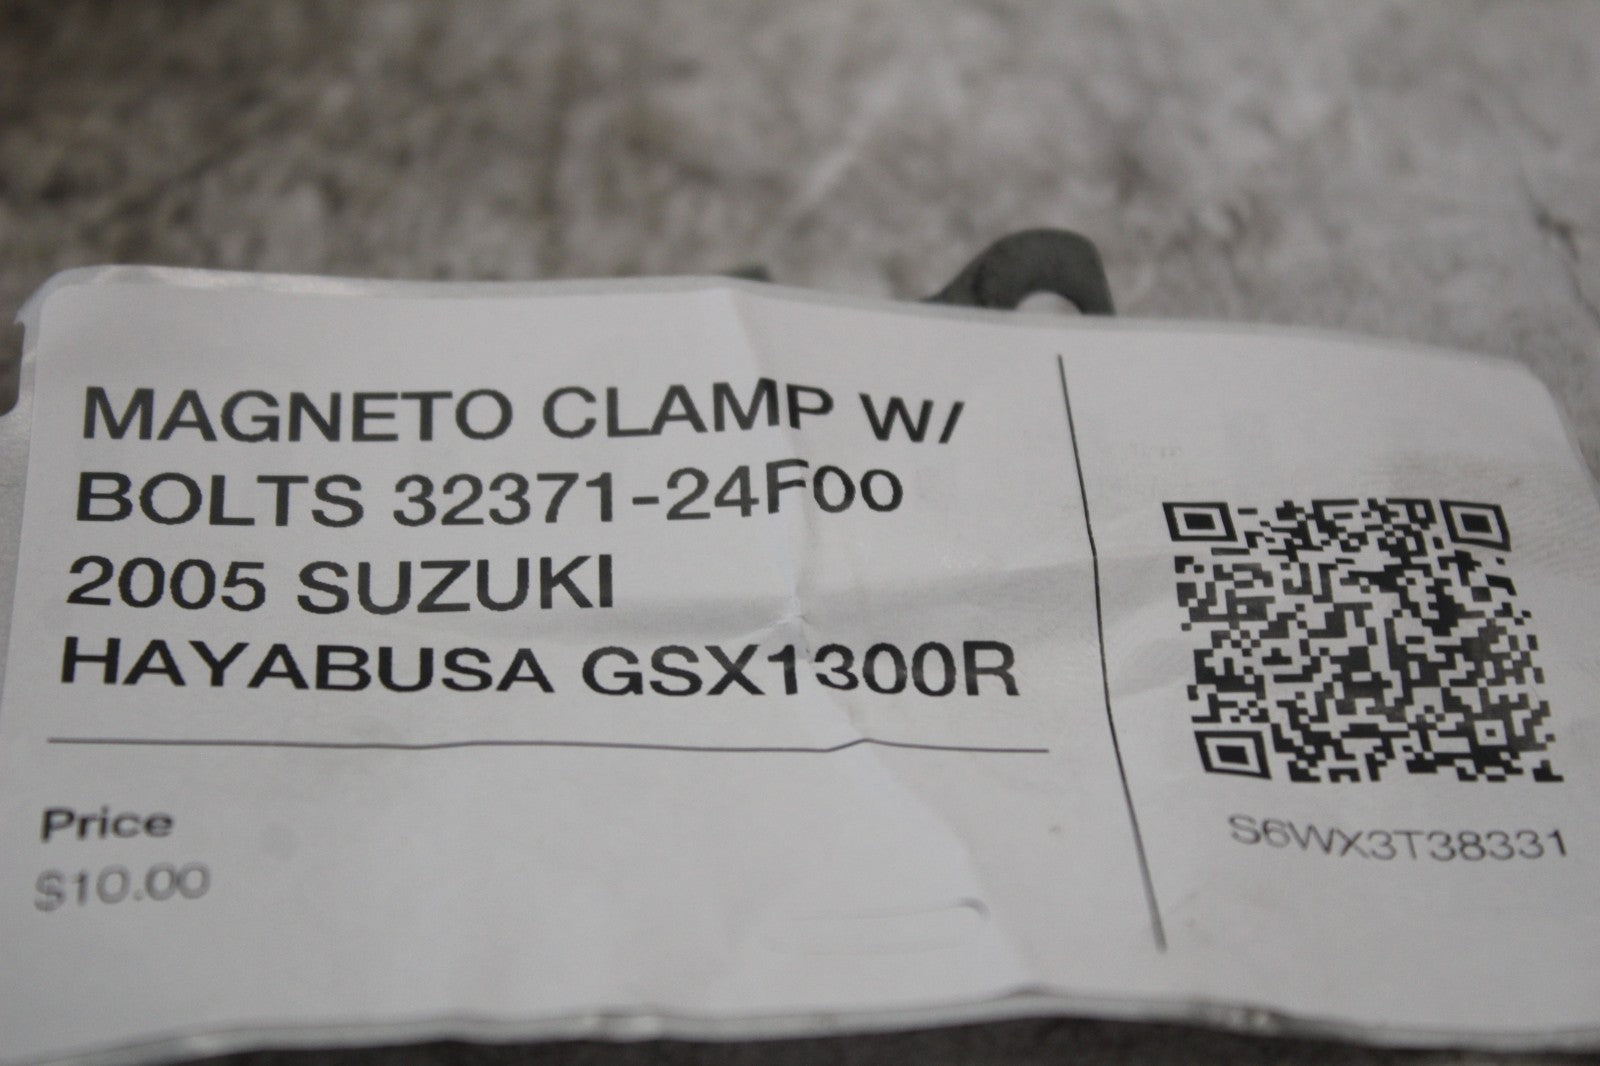 MAGNETO CLAMP W/
BOLTS 32371-24F00
2005 SUZUKI
HAYABUSA GSX1300R
Price
$10.00
S6WX3T38331